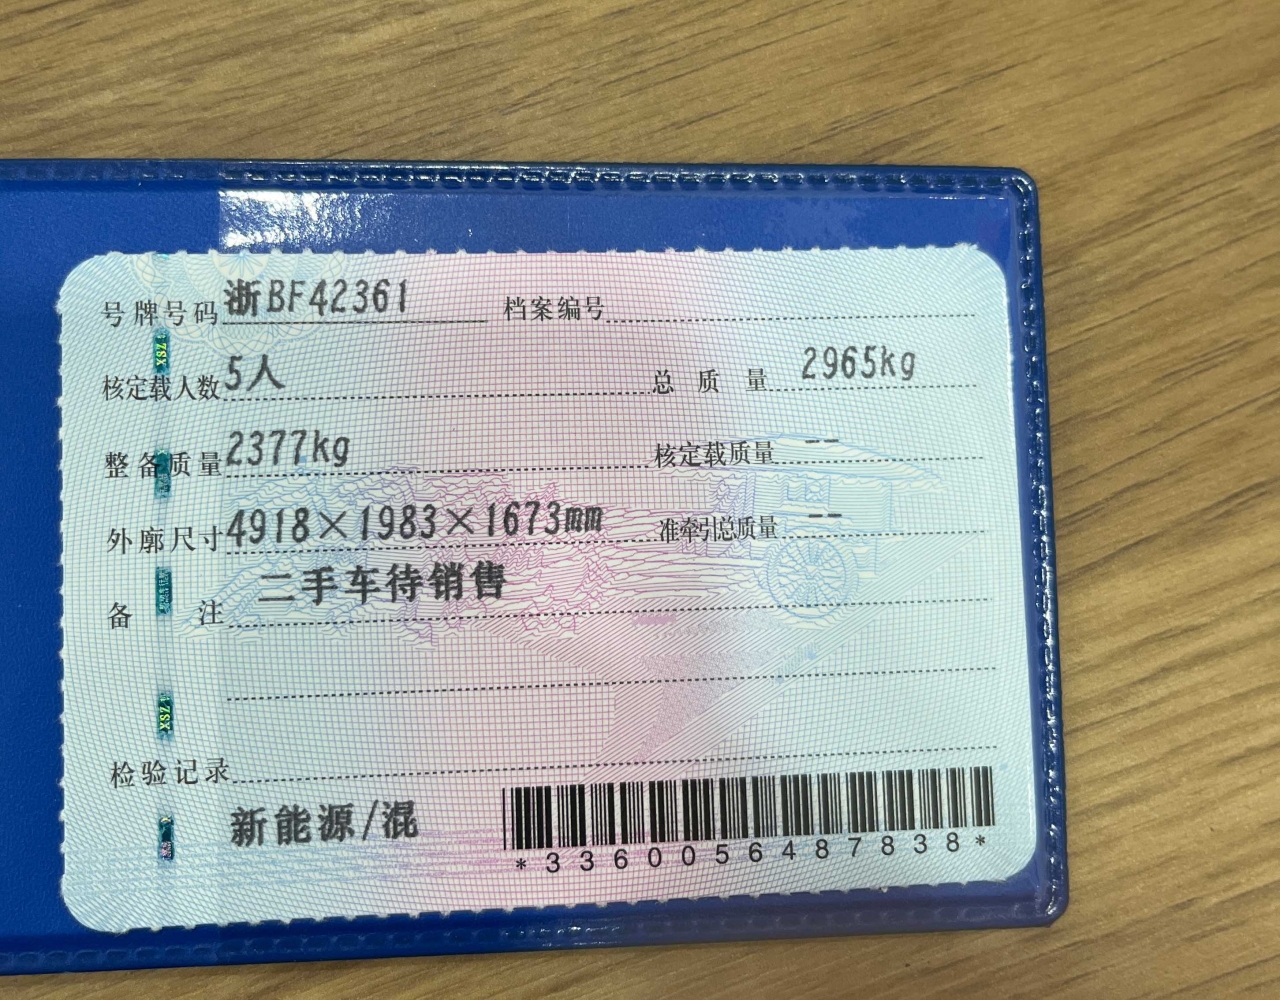 号牌号码 浙BF42361 档案编号
核定载人数 5人 总质量 2965kg
整备质量 2377kg 核定载质量 --
外廓尺寸 4918×1983×1673mm 准牵引总质量 --
备注 二手车待销售
检验记录
新能源/混
*3360056487838*
XSZ
XSZ